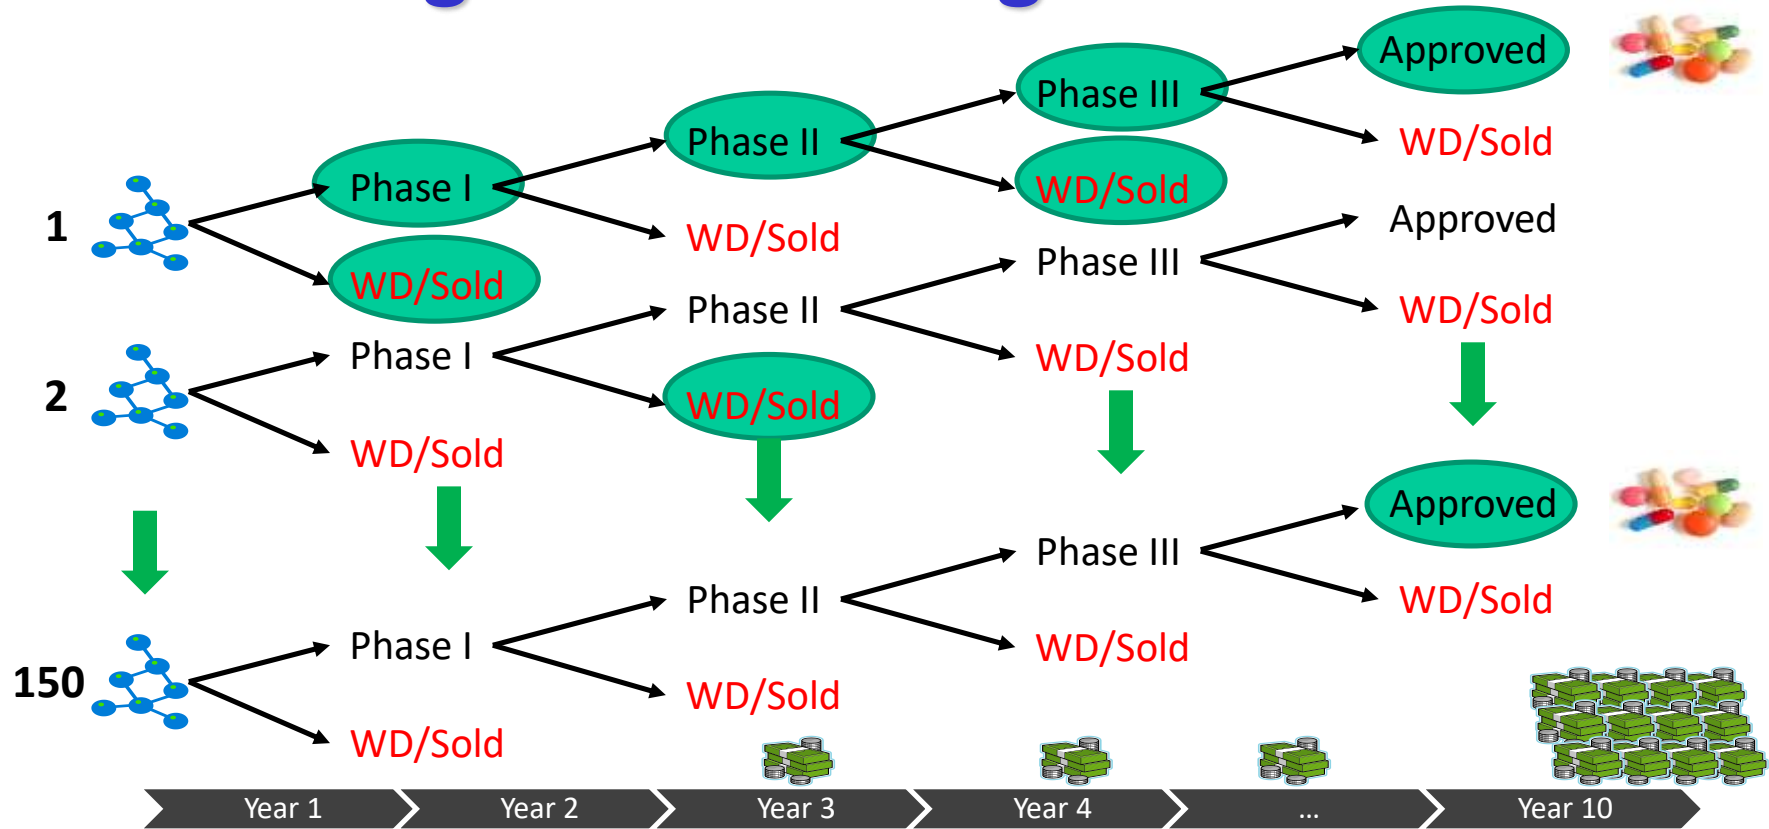 Approved
Phase III
WD/Sold
Phase II
WD/Sold
Phase I
WD/Sold
1
WD/Sold
Approved
Phase III
WD/Sold
Phase II
WD/Sold
Phase I
WD/Sold
2
WD/Sold
Approved
Phase III
WD/Sold
Phase II
WD/Sold
Phase I
WD/Sold
150
WD/Sold
Year 1 Year 2 Year 3 Year 4 ... Year 10